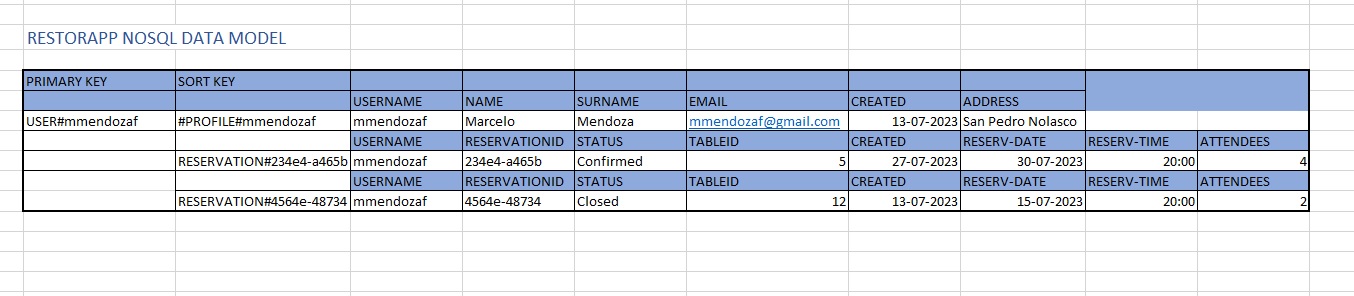 RESTORAPP NOSQL DATA MODEL
PRIMARY KEY SORT KEY
USERNAME NAME SURNAME EMAIL CREATED ADDRESS
USER#mmendozaf #PROFILE#mmendozaf mmendozaf Marcelo Mendoza mmendozaf@gmail.com 13-07-2023 San Pedro Nolasco
USERNAME RESERVATIONID STATUS TABLEID CREATED RESERV-DATE RESERV-TIME ATTENDEES
RESERVATION#234e4-a465b mmendozaf 234e4-a465b Confirmed 5 27-07-2023 30-07-2023 20:00 4
USERNAME RESERVATIONID STATUS TABLEID CREATED RESERV-DATE RESERV-TIME ATTENDEES
RESERVATION#4564e-48734 mmendozaf 4564e-48734 Closed 12 13-07-2023 15-07-2023 20:00 2